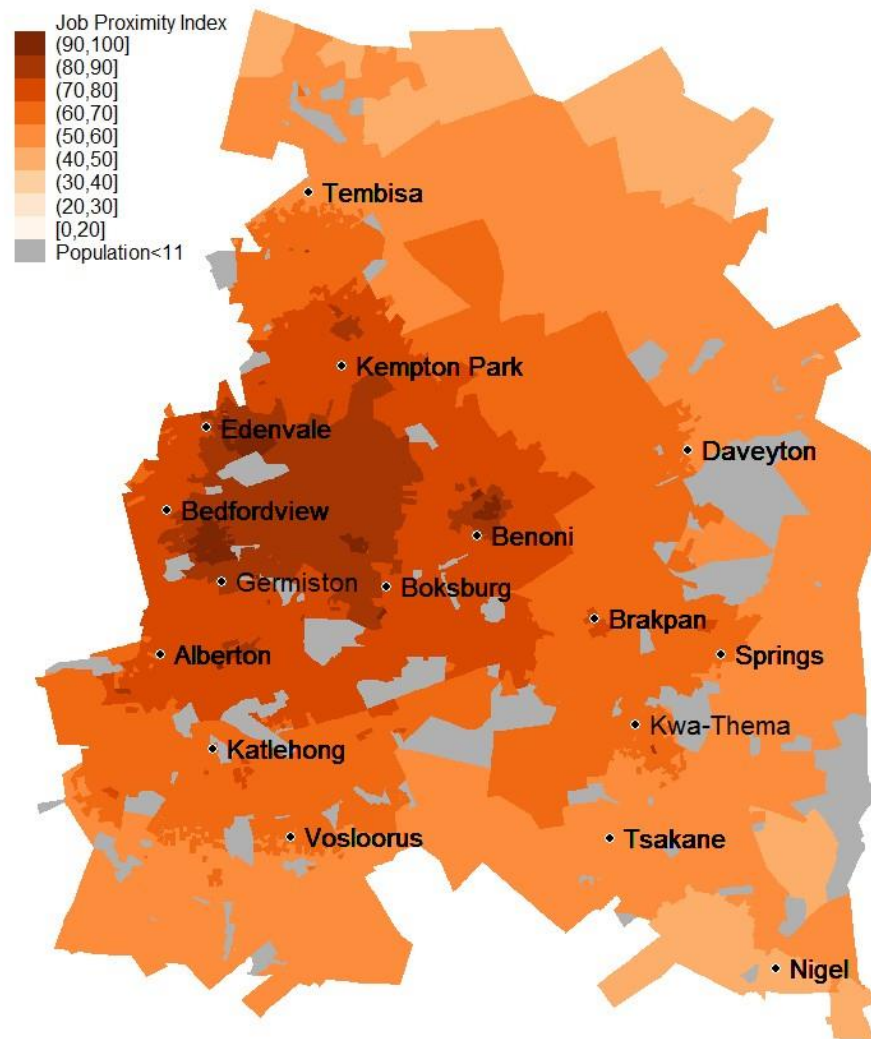 Job Proximity Index
(90,100]
(80,90]
(70,80]
(60,70]
(50,60]
(40,50]
(30,40]
(20,30]
[0,20]
Population<11
Tembisa
Kempton Park
Edenvale
Daveyton
Bedfordview
Benoni
Germiston
Boksburg
Brakpan
Alberton
Springs
Kwa-Thema
Katlehong
Vosloorus
Tsakane
Nigel